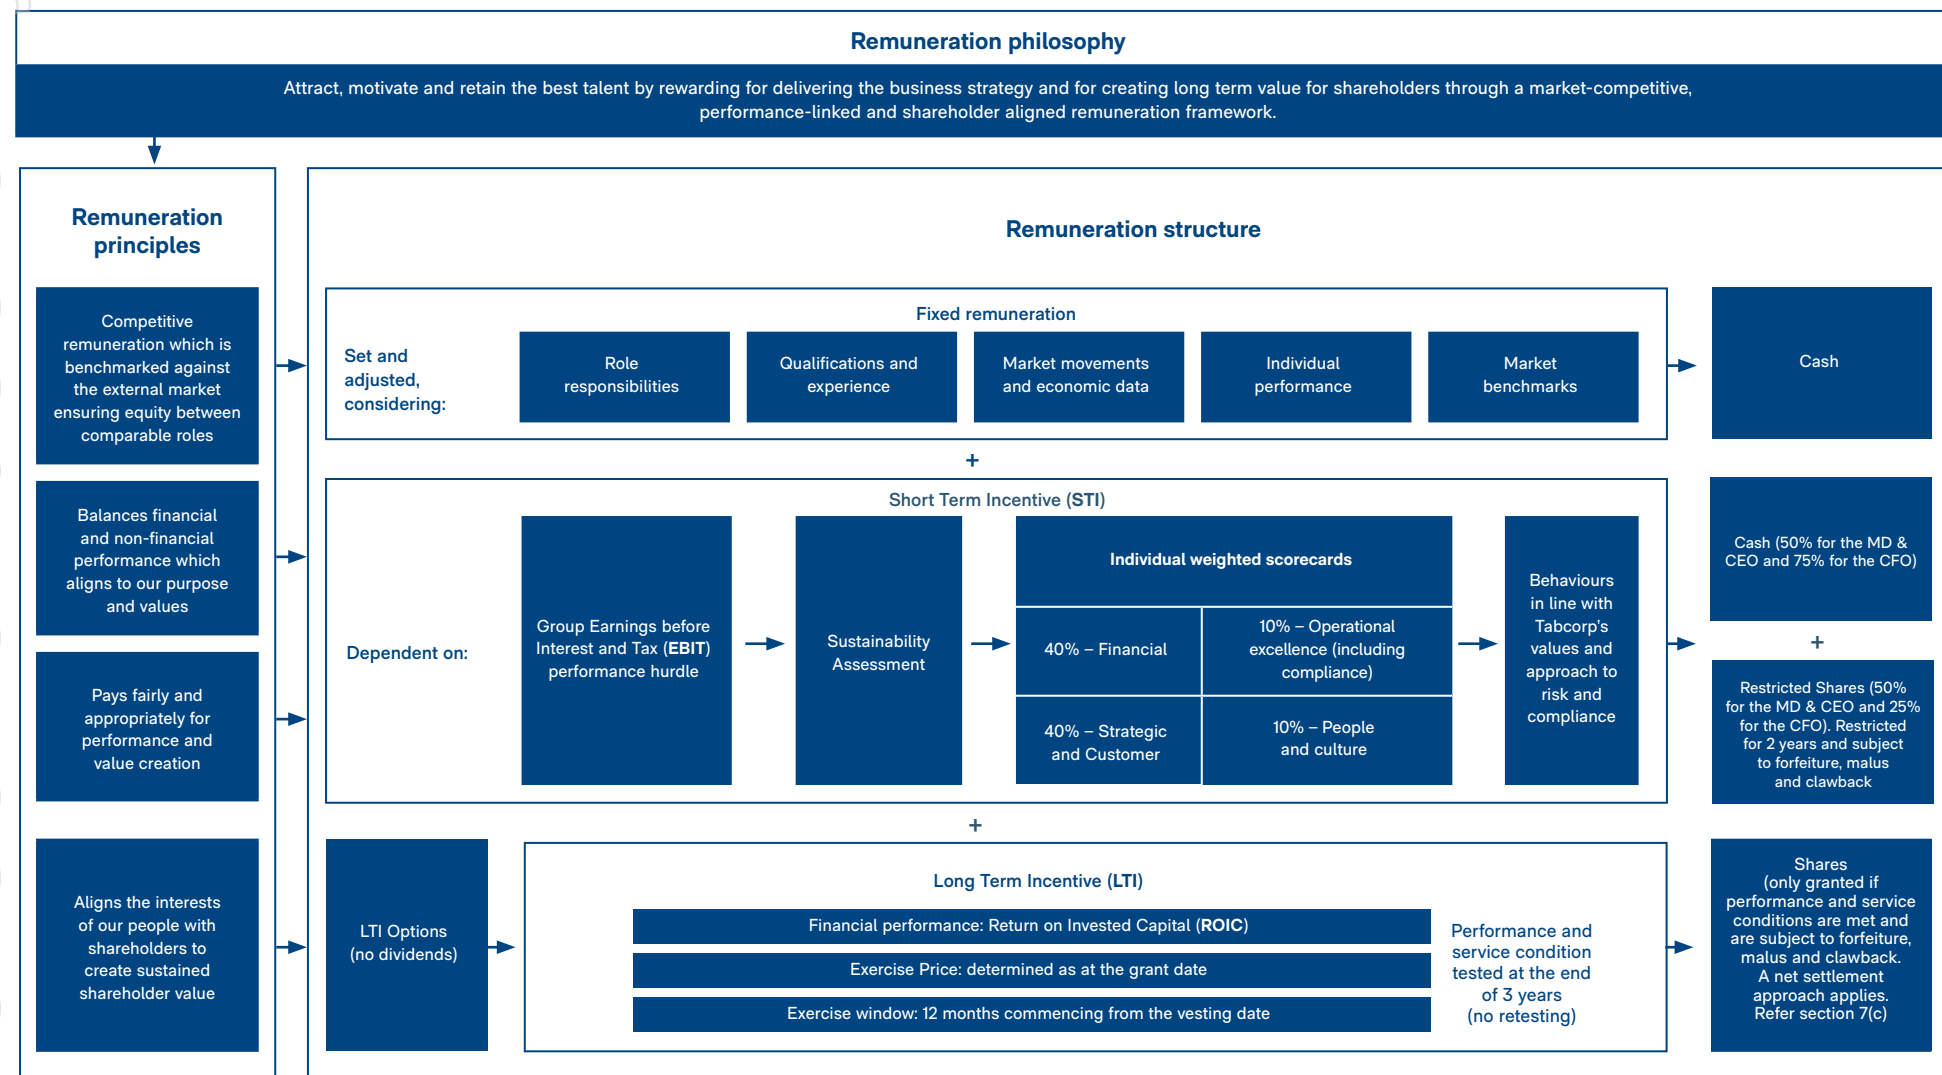 Remuneration philosophy
Attract, motivate and retain the best talent by rewarding for delivering the business strategy and for creating long term value for shareholders through a market-competitive,
performance-linked and shareholder aligned remuneration framework.
Remuneration
principles
Competitive
remuneration which is
benchmarked against
the external market
ensuring equity between
comparable roles
Balances financial
and non-financial
performance which
aligns to our purpose
and values
Pays fairly and
appropriately for
performance and
value creation
Aligns the interests
of our people with
shareholders to
create sustained
shareholder value
Remuneration structure
Fixed remuneration
Set and
adjusted,
considering:
Role
responsibilities
Qualifications and
experience
Market movements
and economic data
Individual
performance
Market
benchmarks
Cash
+
Short Term Incentive (STI)
Dependent on:
Group Earnings before
Interest and Tax (EBIT)
performance hurdle
Sustainability
Assessment
Individual weighted scorecards
40% – Financial
10% – Operational
excellence (including
compliance)
40% – Strategic
and Customer
10% – People
and culture
Behaviours
in line with
Tabcorp's
values and
approach to
risk and
compliance
Cash (50% for the MD &
CEO and 75% for the CFO)
+
Restricted Shares (50%
for the MD & CEO and 25%
for the CFO). Restricted
for 2 years and subject
to forfeiture, malus
and clawback
+
LTI Options
(no dividends)
Long Term Incentive (LTI)
Financial performance: Return on Invested Capital (ROIC)
Exercise Price: determined as at the grant date
Exercise window: 12 months commencing from the vesting date
Performance and
service condition
tested at the end
of 3 years
(no retesting)
Shares
(only granted if
performance and service
conditions are met and
are subject to forfeiture,
malus and clawback.
A net settlement
approach applies.
Refer section 7(c)